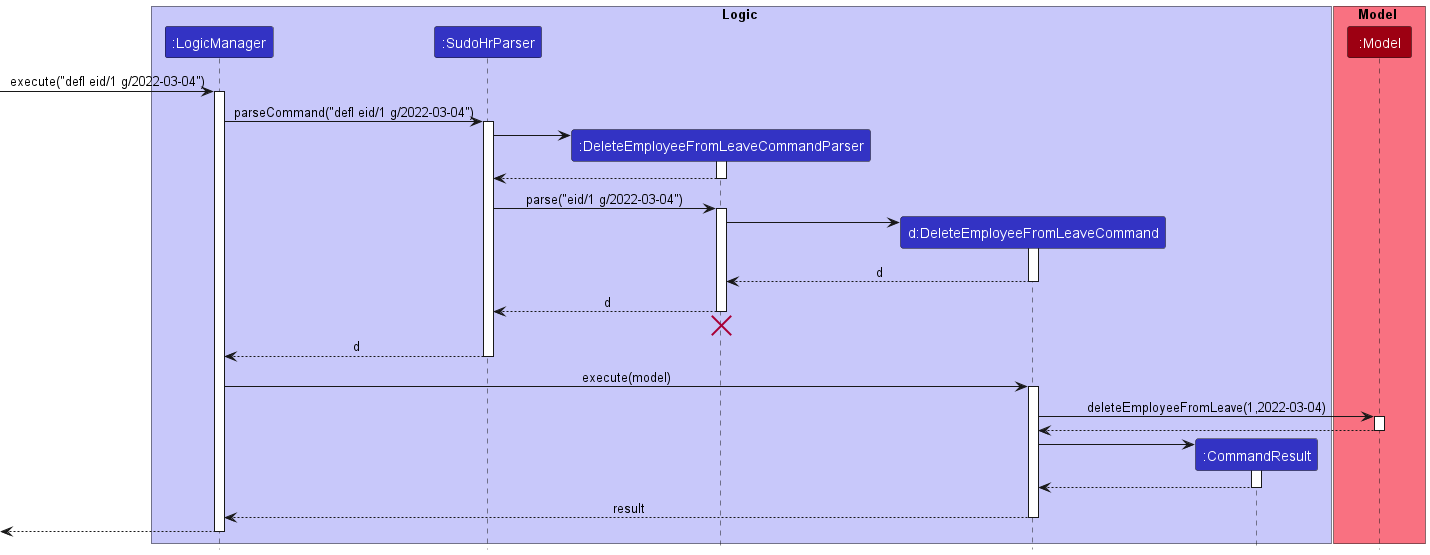 Logic
Model
:LogicManager
:SudoHrParser
:Model
execute("defl eid/1 g/2022-03-04")
parseCommand("defl eid/1 g/2022-03-04")
:DeleteEmployeeFromLeaveCommandParser
parse("eid/1 g/2022-03-04")
d:DeleteEmployeeFromLeaveCommand
d
d
d
execute(model)
deleteEmployeeFromLeave(1,2022-03-04)
:CommandResult
result